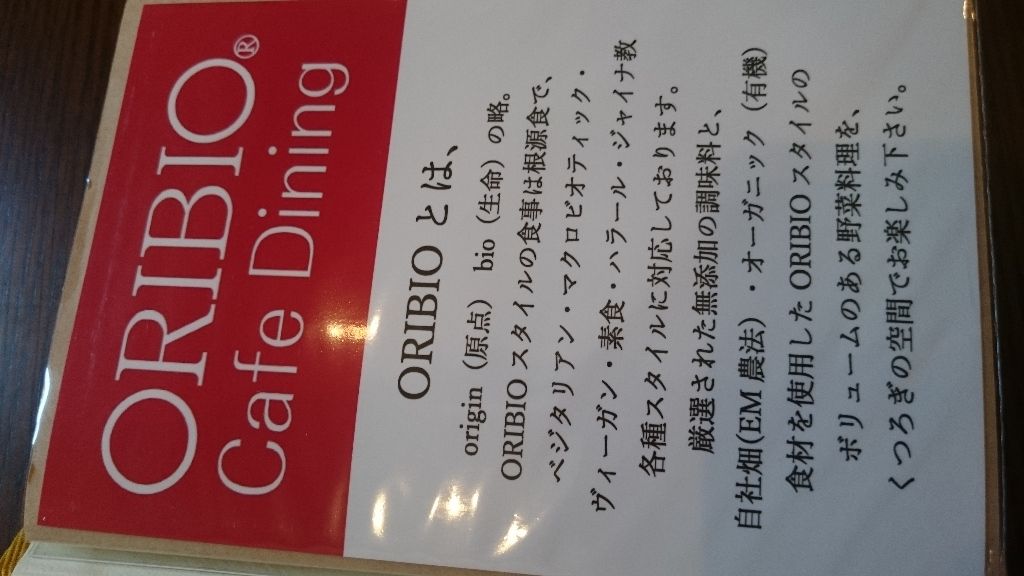 ORIBIO®
Cafe Dining
ORIBIO とは、
origin（原点） bio（生命）の略。
ORIBIO スタイルの食事は根源食で、
ベジタリアン・マクロビオティック・
ヴィーガン・素食・ハラール・ジャイナ教
各種スタイルに対応しております。
厳選された無添加の調味料と、
自社畑(EM 農法）・オーガニック（有機）
食材を使用した ORIBIO スタイルの
ボリュームのある野菜料理を、
くつろぎの空間でお楽しみ下さい。